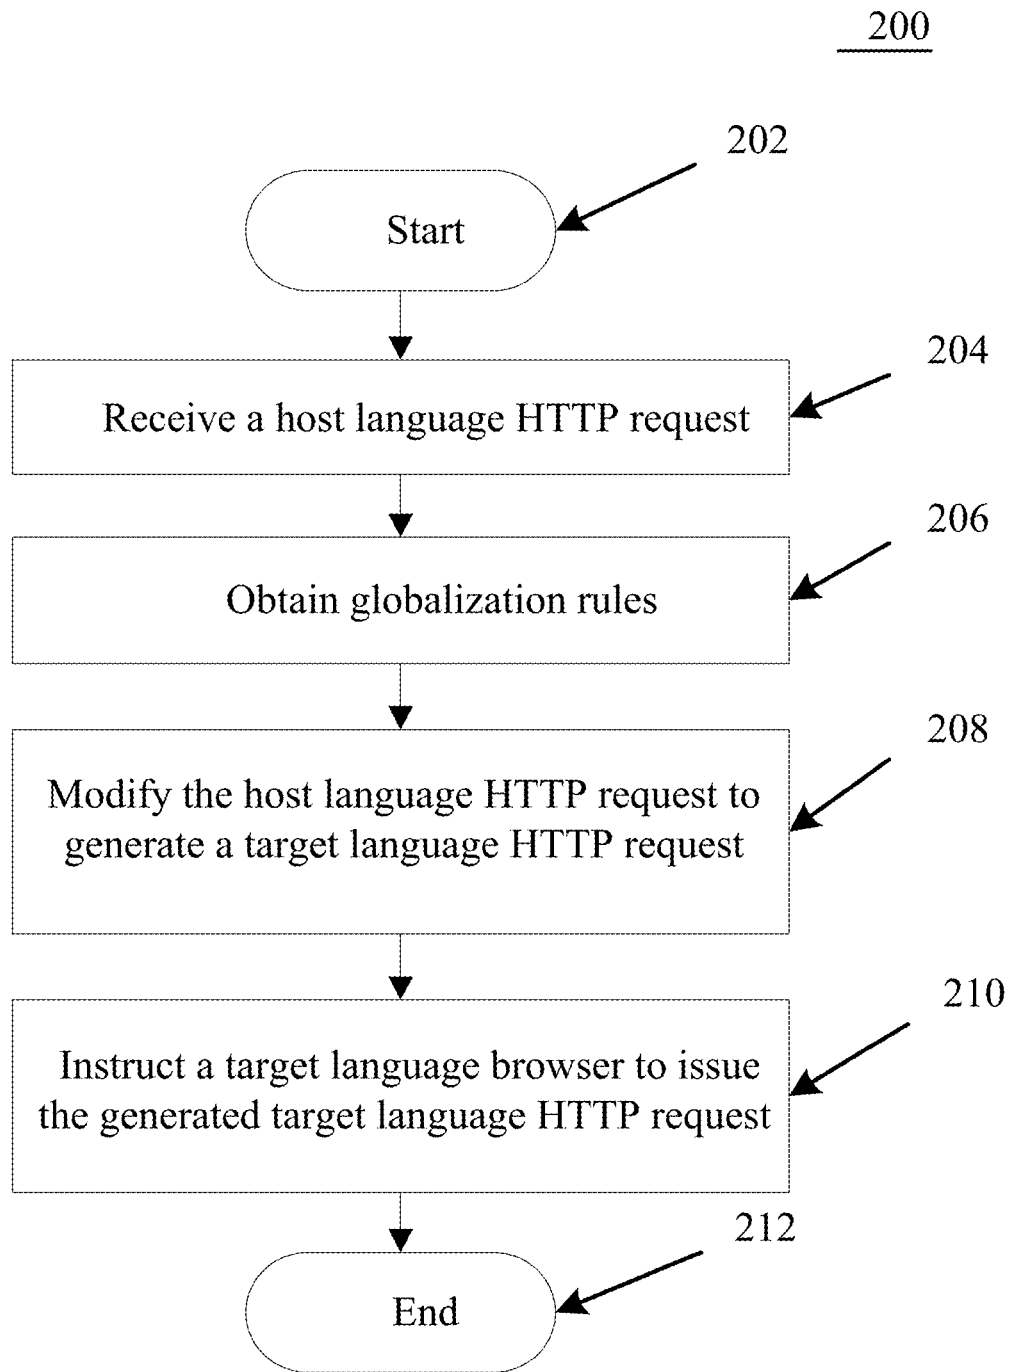 200
202
Start
204
Receive a host language HTTP request
206
Obtain globalization rules
208
Modify the host language HTTP request to
generate a target language HTTP request
210
Instruct a target language browser to issue
the generated target language HTTP request
212
End